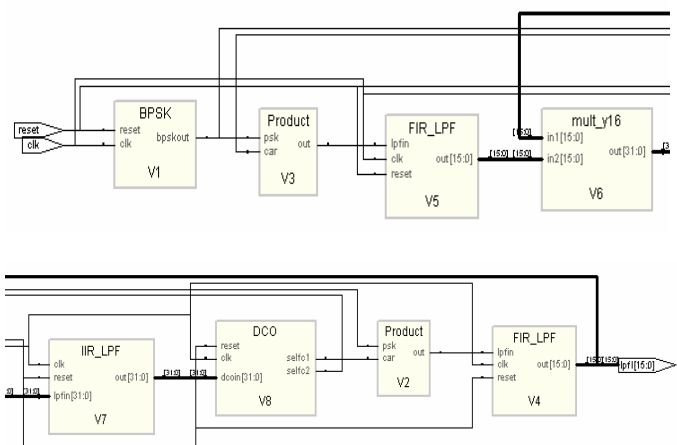 BPSK
reset
clk
bpskout
V1
reset
clk
Product
psk
car
out
V3
FIR_LPF
lpfin
clk
reset
out[15:0]
V5
[15:0]
[15:0]
[15:0]
mult_y16
in1[15:0]
in2[15:0]
out[31:0]
V6
IIR_LPF
clk
reset
lpfin[31:0]
out[31:0]
V7
[31:0]
[31:0]
DCO
reset
clk
dcoin[31:0]
selfc1
selfc2
V8
Product
psk
car
out
V2
FIR_LPF
lpfin
clk
reset
out[15:0]
V4
[15:0]
[15:0]
lpfl[15:0]